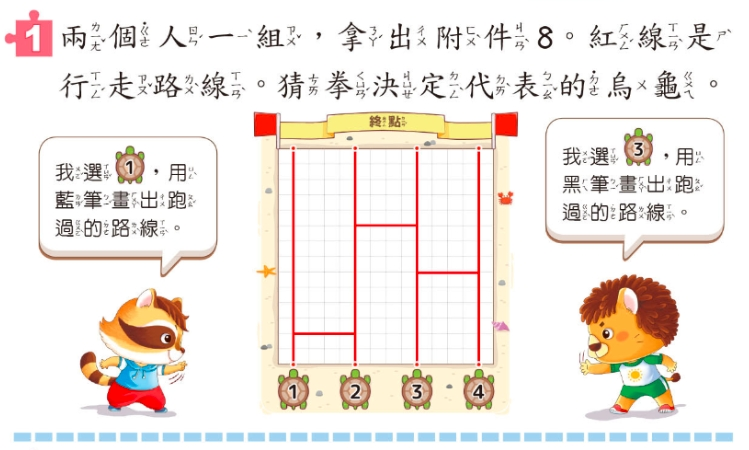 1 兩個人一組，拿出附件8。紅線是
行走路線。猜拳決定代表的烏龜。
終點
我選1，用
藍筆畫出跑
過的路線。
我選3，用
黑筆畫出跑
過的路線。
1 2 3 4